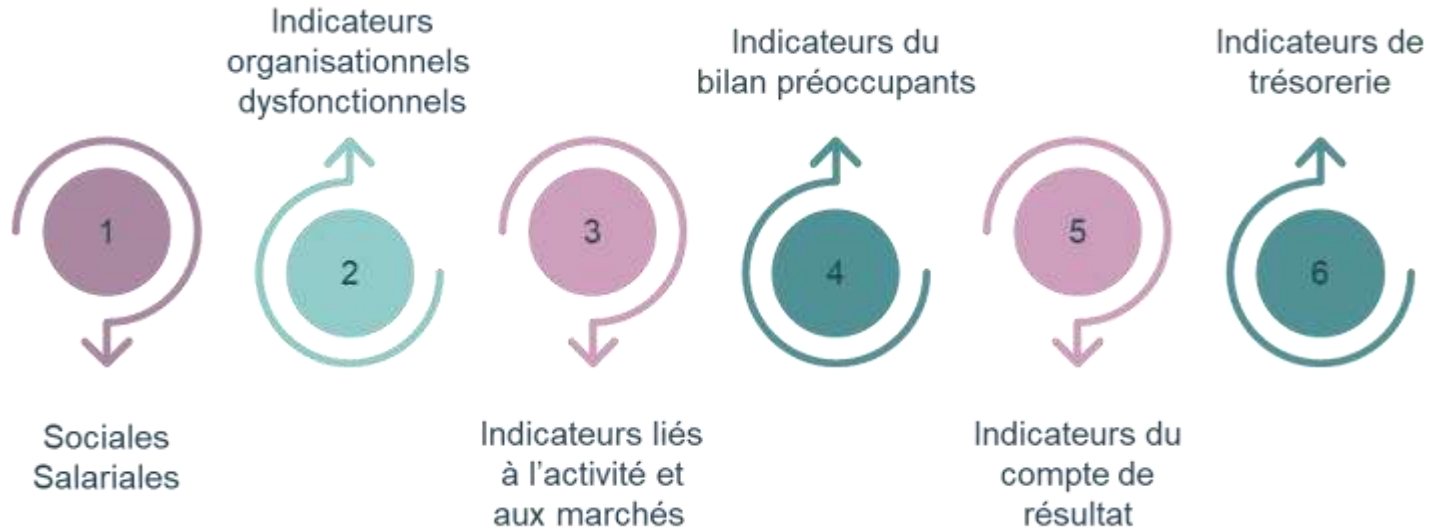 Indicateurs
organisationnels
dysfonctionnels
Indicateurs du
bilan préoccupants
Indicateurs de
trésorerie
1
2
3
4
5
6
Sociales
Salariales
Indicateurs liés
à l'activité et
aux marchés
Indicateurs du
compte de
résultat